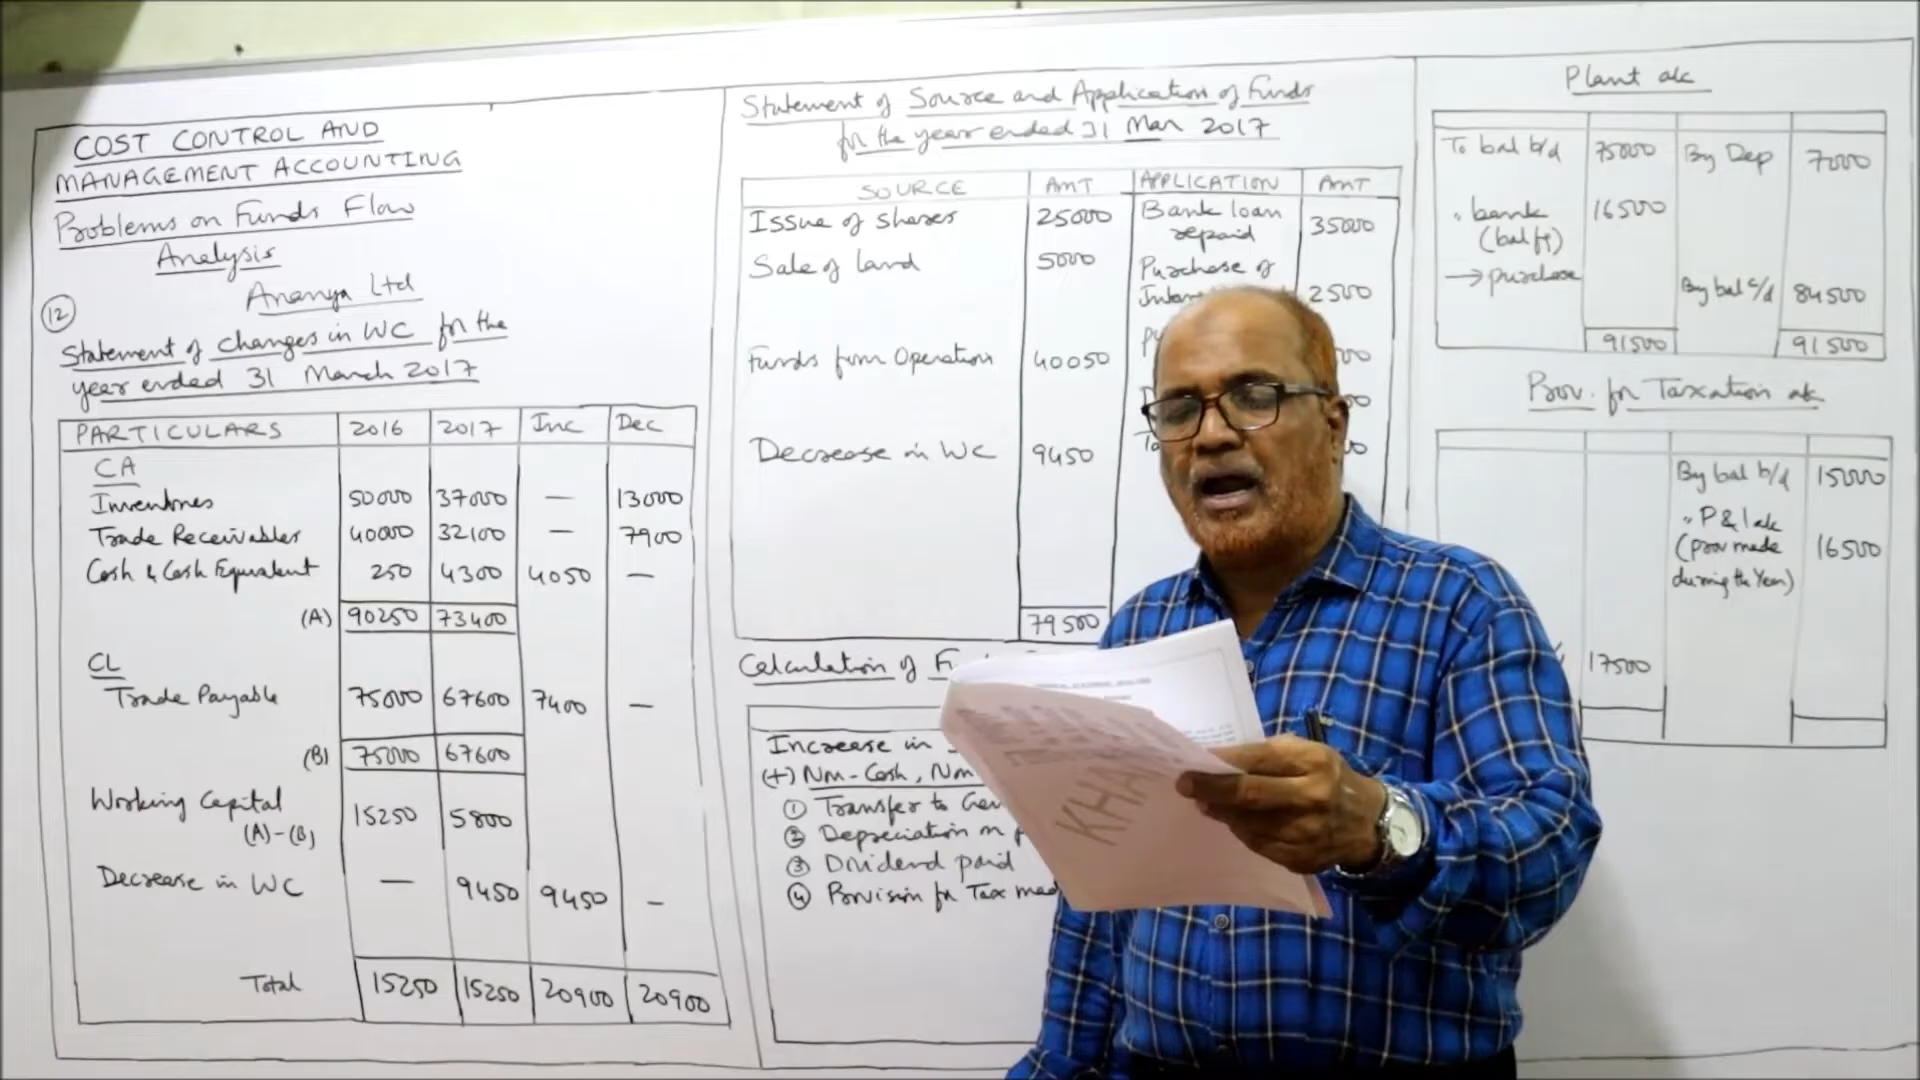 COST CONTROL AND
MANAGEMENT ACCOUNTING
Problems on Funds Flow
Analysis
Ananya Ltd
12
Statement of changes in WC for the
year ended 31 March 2017
PARTICULARS 2016 2017 Inc Dec
CA
Inventories 50000 37000 — 13000
Trade Receivables 40000 32100 — 7900
Cash & Cash Equivalent 250 4300 4050 —
(A) 90250 73400
CL
Trade Payable 75000 67600 7400 —
(B) 75000 67600
Working Capital 15250 5800
(A)-(B)
Decrease in WC — 9450 9450 -
Total 15250 15250 20900 20900
Statement of Source and Application of Funds
for the year ended 31 Mar 2017
SOURCE AMT APPLICATION AMT
Issue of shares 25000 Bank loan
repaid 35000
Sale of land 5000 Purchase of
2500
Funds from Operation 40050
Decrease in WC 9450
79500
Calculation of
Increase in
(+) Non-Cash, Non
① Transfer to
② Depreciation on
③ Dividend paid
④ Provision for Tax
KHA
Plant a/c
To bal b/d 75000 By Dep 7000
" bank 16500
(bal fig)
→ purchase
By bal c/d 84500
91500 91500
Prov. for Taxation a/c
By bal b/d 15000
" P & L a/c
(prov made 16500
during the Year)
17500